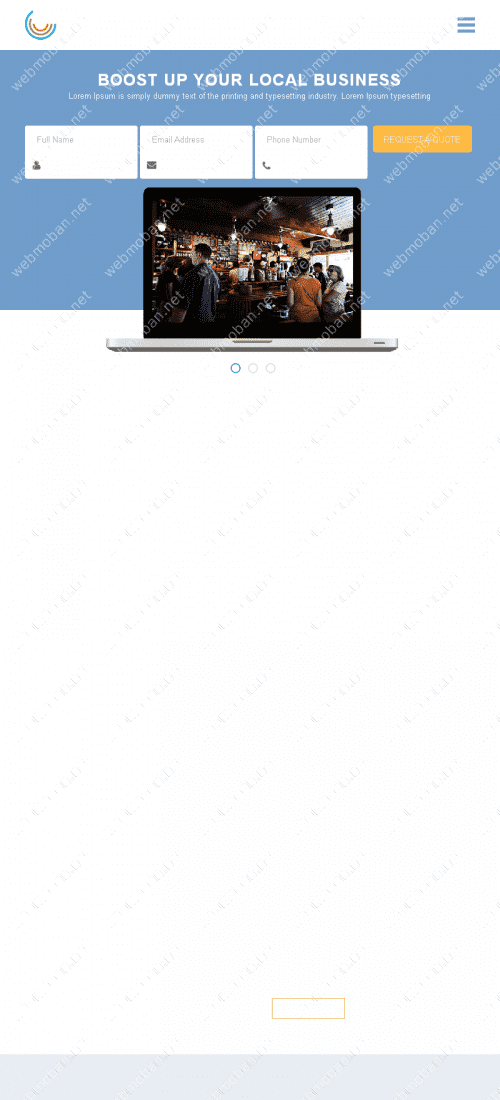 BOOST UP YOUR LOCAL BUSINESS
Lorem Ipsum is simply dummy text of the printing and typesetting industry. Lorem Ipsum typesetting
Full Name
Email Address
Phone Number
REQUEST A QUOTE
webmoban.net